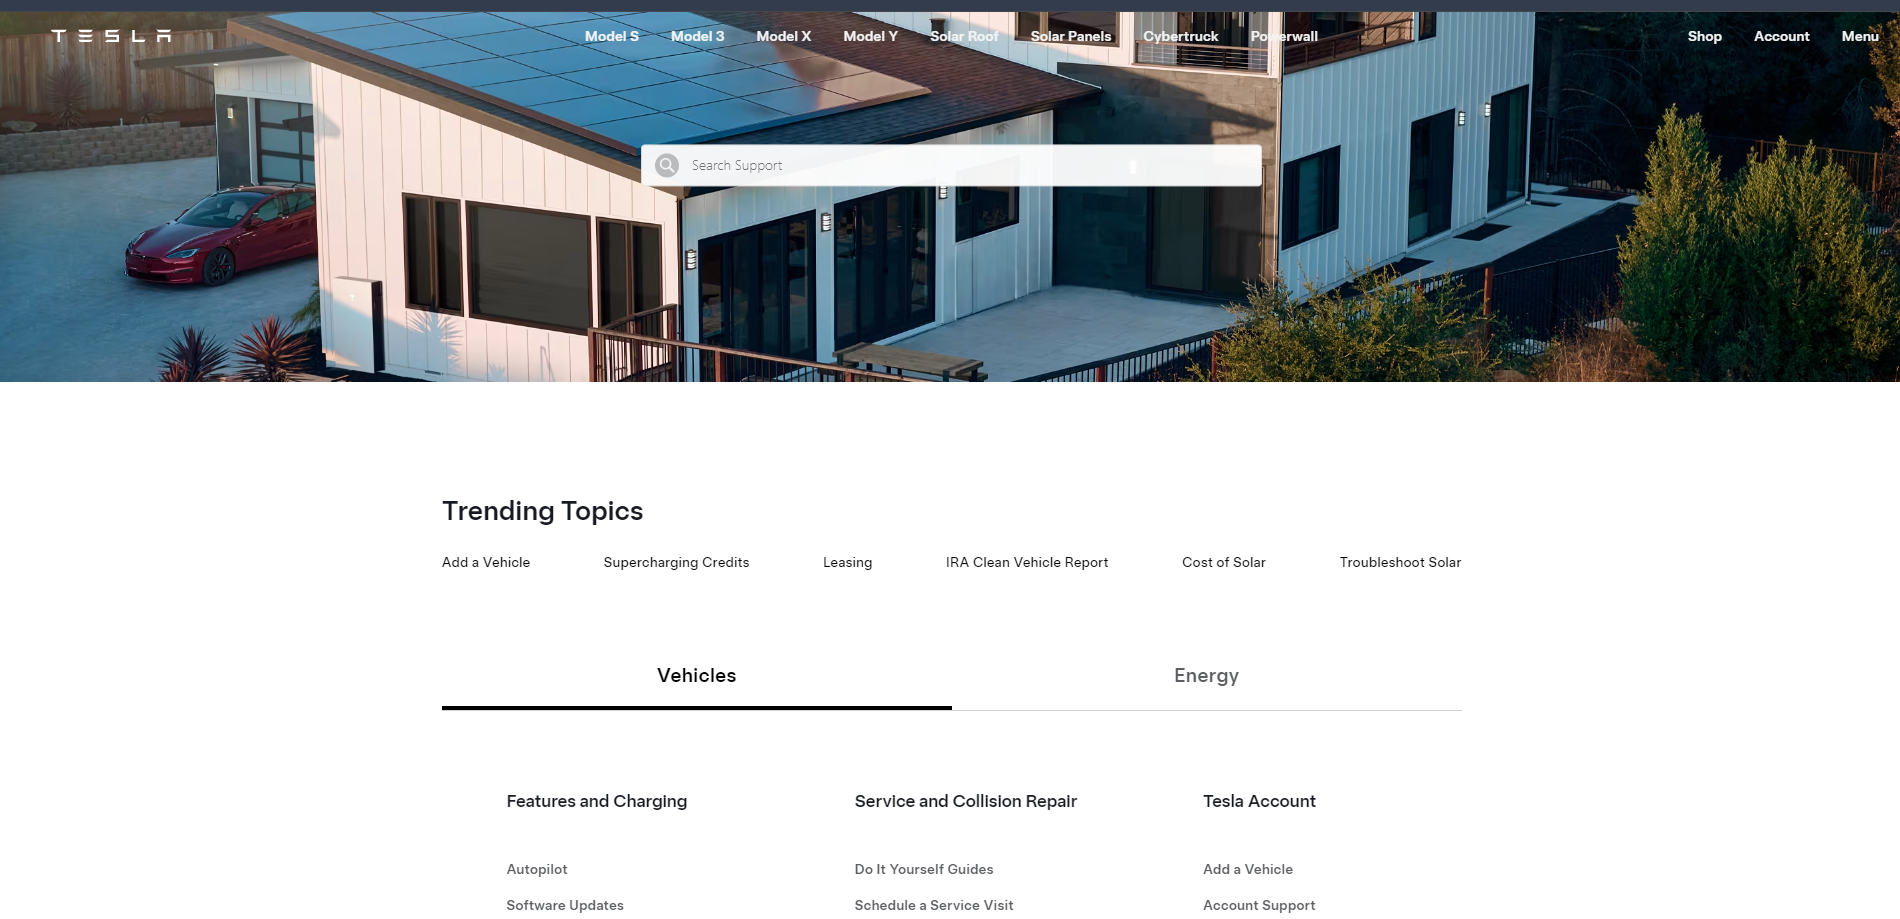 TESLA
Model S Model 3 Model X Model Y Solar Roof Solar Panels Cybertruck Powerwall
Shop Account Menu
Search Support
Trending Topics
Add a Vehicle Supercharging Credits Leasing IRA Clean Vehicle Report Cost of Solar Troubleshoot Solar
Vehicles Energy
Features and Charging Service and Collision Repair Tesla Account
Autopilot Do It Yourself Guides Add a Vehicle
Software Updates Schedule a Service Visit Account Support